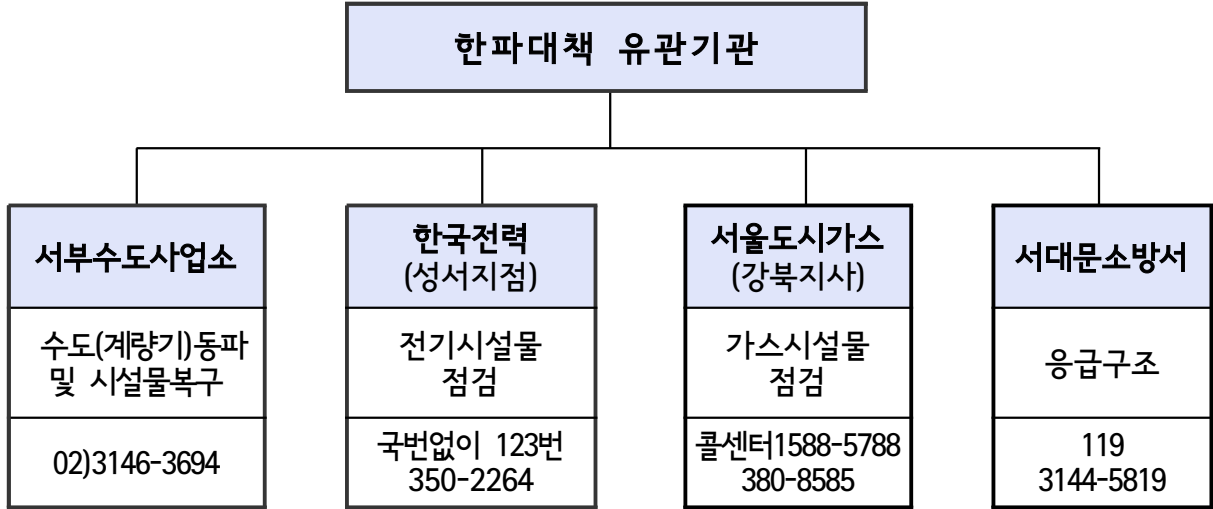 한파대책 유관기관
서부수도사업소
수도(계량기)동파
및 시설물복구
02)3146-3694
한국전력
(성서지점)
전기시설물
점검
국번없이 123번
350-2264
서울도시가스
(강북지사)
가스시설물
점검
콜센터1588-5788
380-8585
서대문소방서
응급구조
119
3144-5819